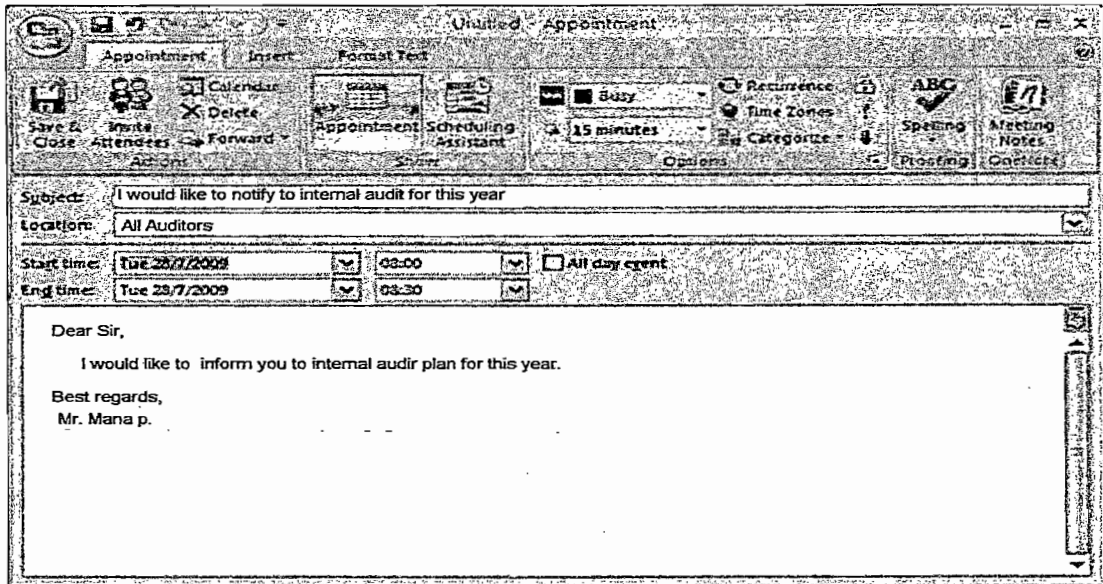 Untitled - Appointment
Appointment Insert Format Text
Save & Close
Invite Attendees
Calendar
Delete
Forward
Actions
Appointment
Scheduling Assistant
Show
Busy
15 minutes
Recurrence
Time Zones
Categorize
Options
ABC
Spelling
Proofing
Meeting Notes
OneNote
Subject: I would like to notify to internal audit for this year
Location: All Auditors
Start time: Tue 28/7/2009 08:00 All day event
End time: Tue 28/7/2009 08:30
Dear Sir,
I would like to inform you to internal audir plan for this year.
Best regards,
Mr. Mana p.